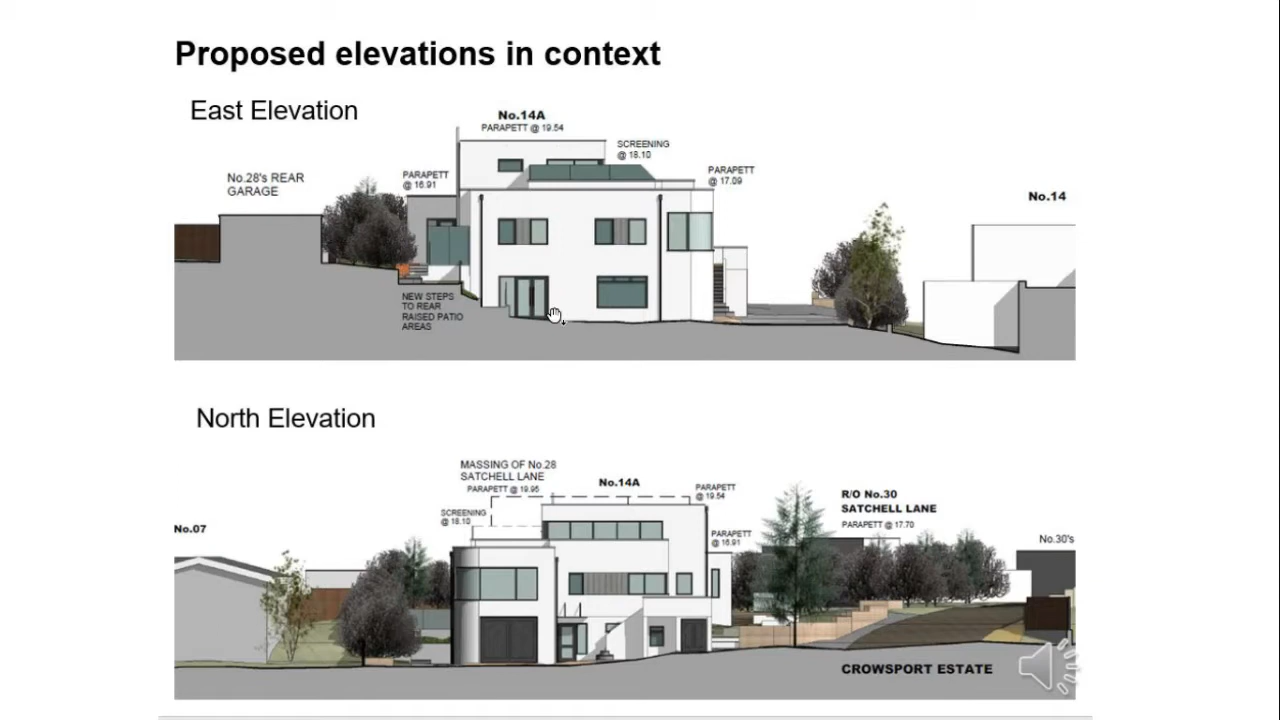 Proposed elevations in context
East Elevation
No.14A
PARAPETT @ 19.54
SCREENING
@ 18.10
PARAPETT
@ 16.91
PARAPETT
@ 17.09
No.28's REAR
GARAGE
No.14
NEW STEPS
TO REAR
RAISED PATIO
AREAS
North Elevation
MASSING OF No.28
SATCHELL LANE
PARAPETT @ 19.95
No.14A
PARAPETT
@ 19.54
SCREENING
@ 18.10
R/O No.30
SATCHELL LANE
PARAPETT @ 17.70
No.07
PARAPETT
@ 16.91
No.30's
CROWSPORT ESTATE